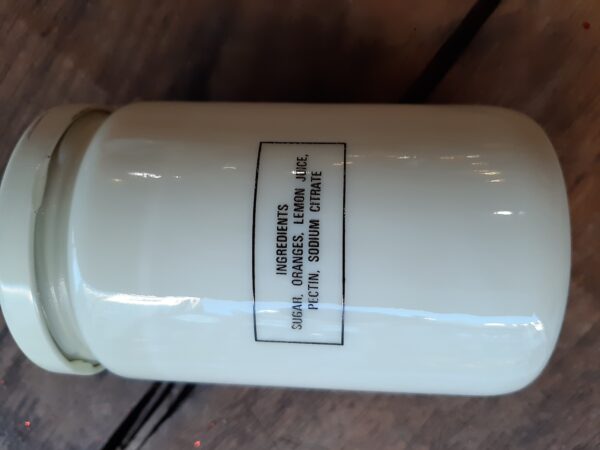 INGREDIENTS
SUGAR, ORANGES, LEMON JUICE,
PECTIN, SODIUM CITRATE